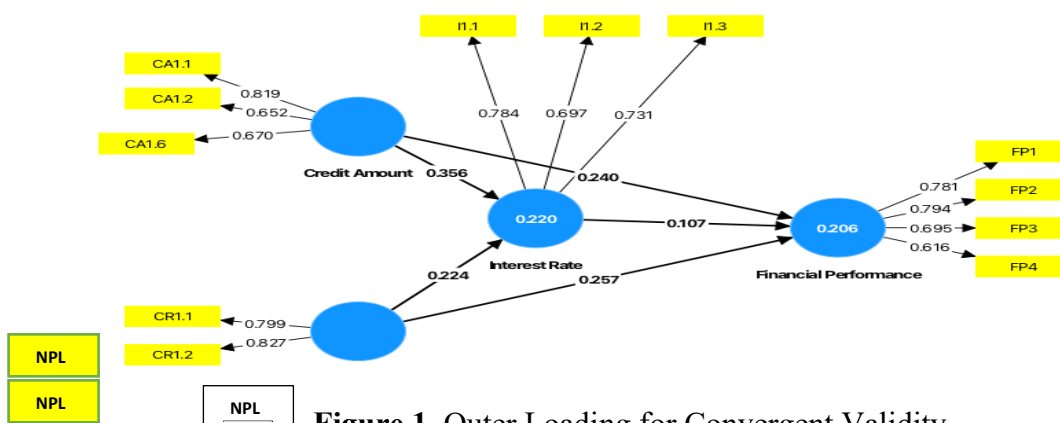 I1.1 I1.2 I1.3
CA1.1
0.819
CA1.2
0.652
CA1.6
0.670
0.784 0.697 0.731
Credit Amount 0.356
0.240
0.220
Interest Rate
0.107
0.224
0.257
0.206
Financial Performance
FP1
0.781
FP2
0.794
FP3
0.695
FP4
0.616
CR1.1
0.799
CR1.2
0.827
NPL
NPL
NPL
Figure 1. Outer Loading for Convergent Validity